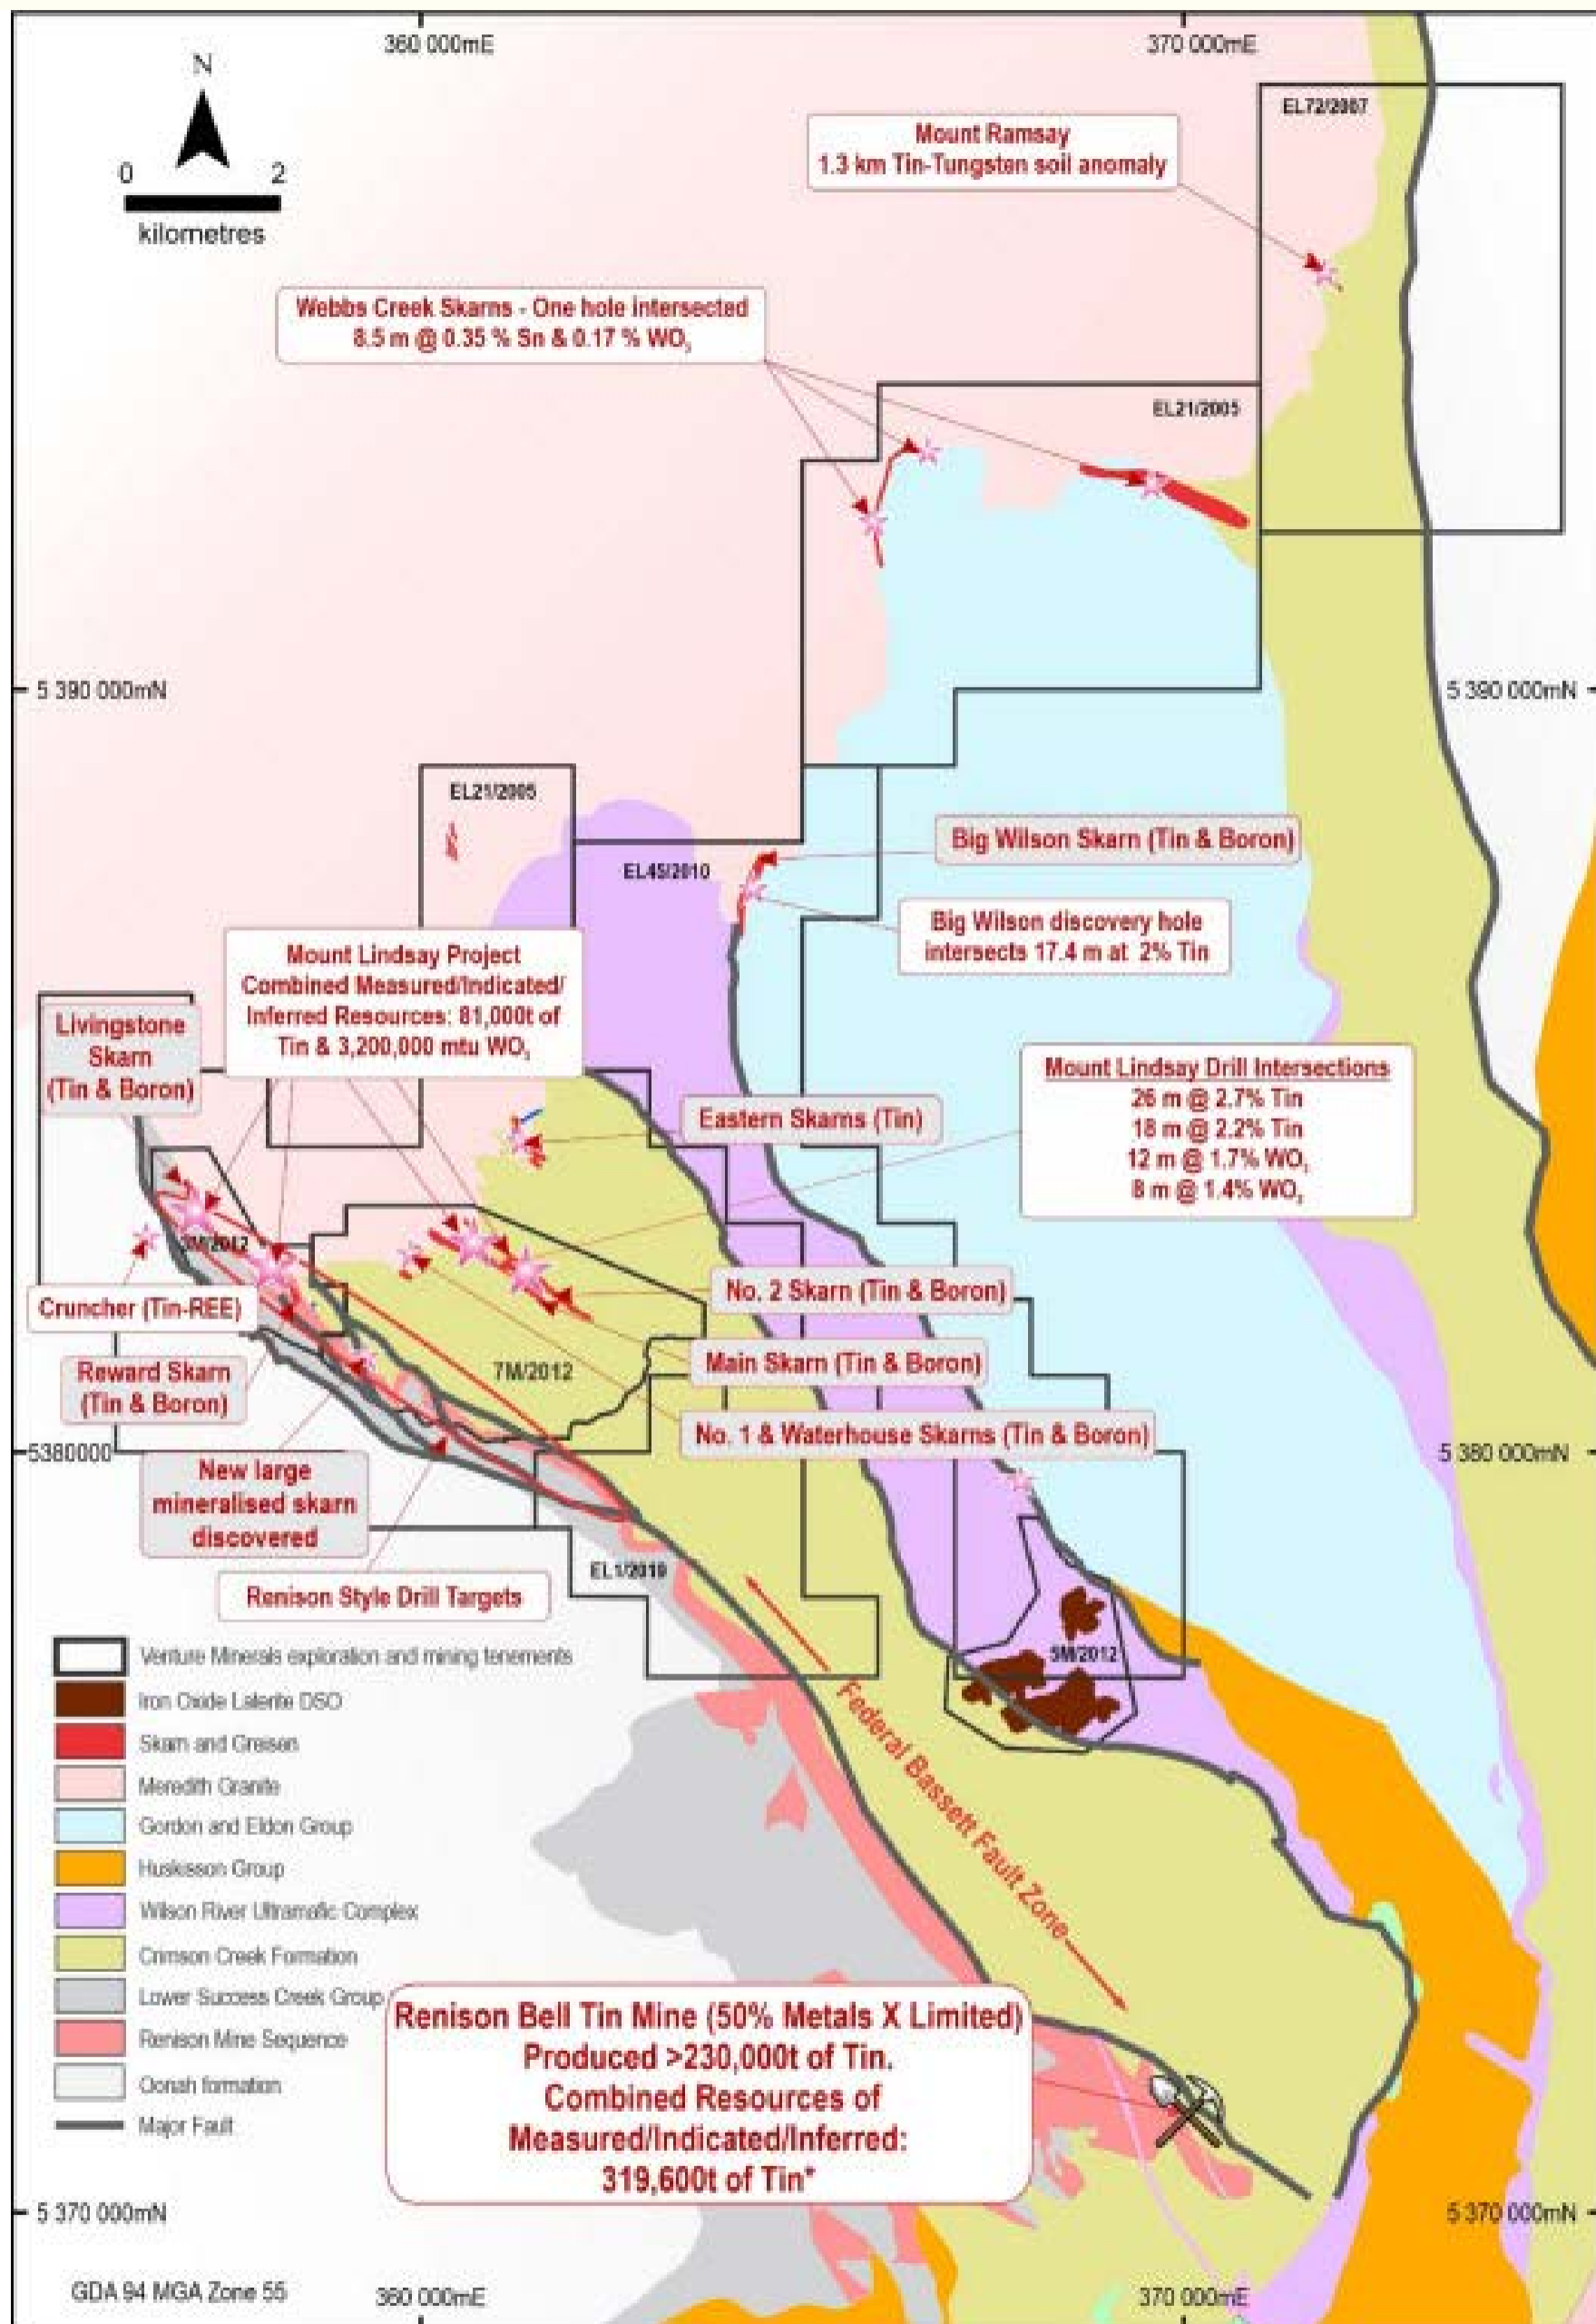 360 000mE
370 000mE
N
0 2
kilometres
EL72/2007
Mount Ramsay
1.3 km Tin-Tungsten soil anomaly
Webbs Creek Skarns - One hole intersected
8.5 m @ 0.35 % Sn & 0.17 % WO₃
EL21/2005
5 390 000mN
5 390 000mN
EL21/2005
EL45/2010
Big Wilson Skarn (Tin & Boron)
Big Wilson discovery hole
intersects 17.4 m at 2% Tin
Mount Lindsay Project
Combined Measured/Indicated/
Inferred Resources: 81,000t of
Tin & 3,200,000 mtu WO₃
Livingstone
Skarn
(Tin & Boron)
Mount Lindsay Drill Intersections
26 m @ 2.7% Tin
18 m @ 2.2% Tin
12 m @ 1.7% WO₃
8 m @ 1.4% WO₃
Eastern Skarns (Tin)
3M/2012
No. 2 Skarn (Tin & Boron)
Cruncher (Tin-REE)
Main Skarn (Tin & Boron)
Reward Skarn
(Tin & Boron)
7M/2012
No. 1 & Waterhouse Skarns (Tin & Boron)
5380000
5 380 000mN
New large
mineralised skarn
discovered
EL1/2019
Renison Style Drill Targets
5M/2012
Federal Bassett Fault Zone
Venture Minerals exploration and mining tenements
Iron Oxide Laterite DSO
Skarn and Greisen
Meredith Granite
Gordon and Eldon Group
Huskisson Group
Wilson River Ultramafic Complex
Crimson Creek Formation
Lower Success Creek Group
Renison Mine Sequence
Oonah formation
Major Fault
Renison Bell Tin Mine (50% Metals X Limited)
Produced >230,000t of Tin.
Combined Resources of
Measured/Indicated/Inferred:
319,600t of Tin*
5 370 000mN
5 370 000mN
GDA 94 MGA Zone 55
360 000mE
370 000mE